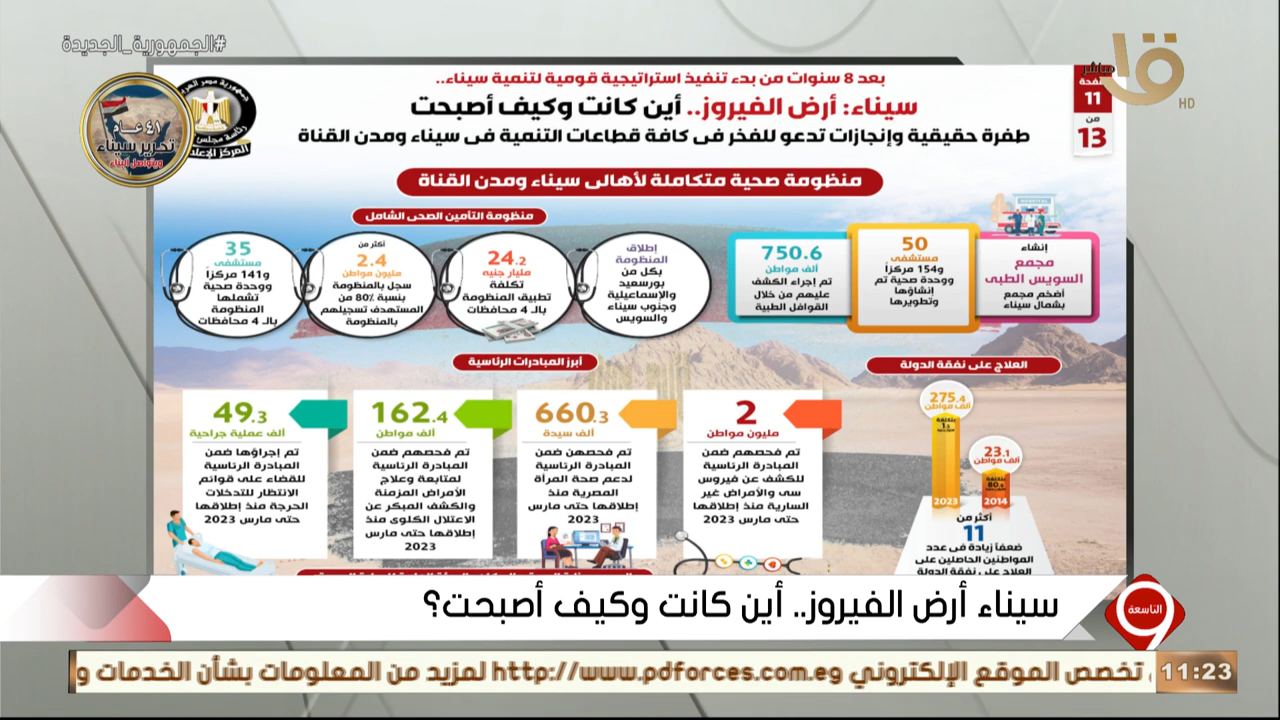 #الجمهورية_الجديدة
مباشر
HD
صفحة
11
من
13
بعد 8 سنوات من بدء تنفيذ استراتيجية قومية لتنمية سيناء..
سيناء: أرض الفيروز.. أين كانت وكيف أصبحت
طفرة حقيقية وإنجازات تدعو للفخر فى كافة قطاعات التنمية فى سيناء ومدن القناة
٤١ عـام
تحرير سيناء
منظومة صحية متكاملة لأهالى سيناء ومدن القناة
إنشاء
مجمع
السويس الطبى
أضخم مجمع
بشمال سيناء
50
مستشفى
و154 مركزاً
ووحدة صحية تم
إنشاؤها
وتطويرها
750.6
ألف مواطن
تم إجراء الكشف
عليهم من خلال
القوافل الطبية
منظومة التأمين الصحى الشامل
إطلاق
المنظومة
بكل من
بورسعيد
والإسماعيلية
وجنوب سيناء
والسويس
24.2
مليار جنيه
تكلفة
تطبيق المنظومة
بالـ 4 محافظات
أكثر من
2.4
مليون مواطن
سجل بالمنظومة
بنسبة 80% من
المستهدف تسجيلهم
بالمنظومة
35
مستشفى
و141 مركزاً
ووحدة صحية
تشملها
المنظومة
بالـ 4 محافظات
العلاج على نفقة الدولة
275.4
ألف مواطن
بتكلفة
2023
23.1
ألف مواطن
بتكلفة
2014
أكثر من
11
ضعفاً زيادة فى عدد
المواطنين الحاصلين على
العلاج على نفقة الدولة
أبرز المبادرات الرئاسية
2
مليون مواطن
تم فحصهم ضمن
المبادرة الرئاسية
للكشف عن فيروس
سى والأمراض غير
السارية منذ إطلاقها
حتى مارس 2023
660.3
ألف سيدة
تم فحصهن ضمن
المبادرة الرئاسية
لدعم صحة المرأة
المصرية منذ
إطلاقها حتى مارس
2023
162.4
ألف مواطن
تم فحصهم ضمن
المبادرة الرئاسية
لمتابعة وعلاج
الأمراض المزمنة
والكشف المبكر عن
الاعتلال الكلوى منذ
إطلاقها حتى مارس
2023
49.3
ألف عملية جراحية
تم إجراؤها ضمن
المبادرة الرئاسية
للقضاء على قوائم
الانتظار للتدخلات
الحرجة منذ إطلاقها
حتى مارس 2023
سيناء أرض الفيروز.. أين كانت وكيف أصبحت؟
التاسعة
تخصص الموقع الإلكتروني http://www.pdforces.com.eg لمزيد من المعلومات بشأن الخدمات و
11:23